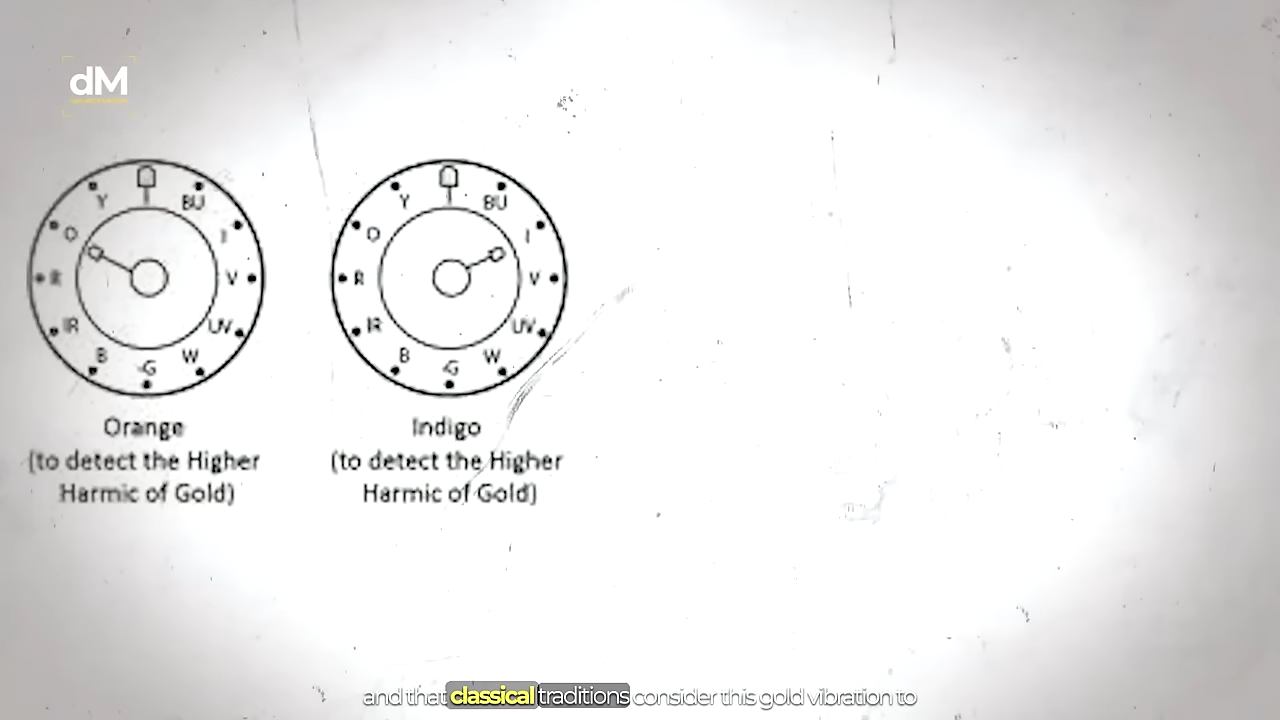 dM
Y
BU
O
I
R
V
IR
UV
B
-G
W
Orange
(to detect the Higher
Harmic of Gold)
Y
BU
O
I
R
V
IR
UV
B
-G
W
Indigo
(to detect the Higher
Harmic of Gold)
and that classical traditions consider this gold vibration to